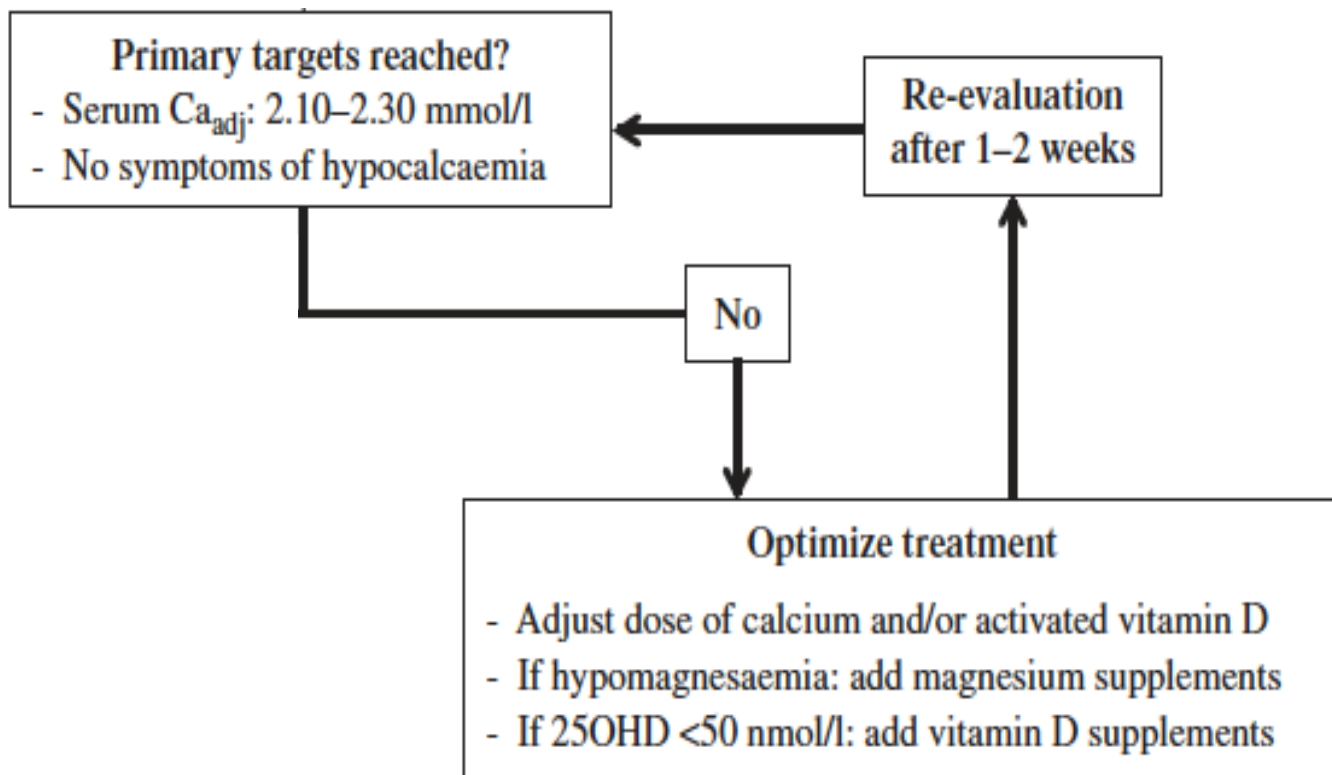 Primary targets reached?
- Serum Caadj: 2.10–2.30 mmol/l
- No symptoms of hypocalcaemia
Re-evaluation
after 1–2 weeks
No
Optimize treatment
- Adjust dose of calcium and/or activated vitamin D
- If hypomagnesaemia: add magnesium supplements
- If 25OHD <50 nmol/l: add vitamin D supplements